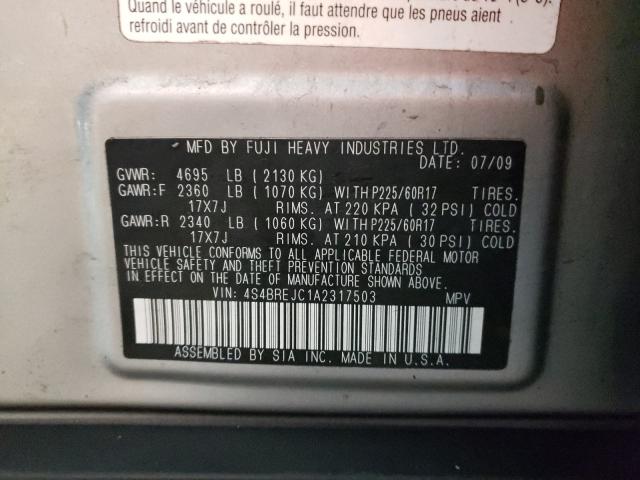 Quand le véhicule a roulé, il faut attendre que les pneus aient
refroidi avant de contrôler la pression.
MFD BY FUJI HEAVY INDUSTRIES LTD.
DATE: 07/09
GVWR: 4695 LB ( 2130 KG)
GAWR:F 2360 LB ( 1070 KG) WITH P225/60R17 TIRES.
17X7J RIMS. AT 220 KPA ( 32 PSI) COLD
GAWR:R 2340 LB ( 1060 KG) WITH P225/60R17 TIRES.
17X7J RIMS. AT 210 KPA ( 30 PSI) COLD
THIS VEHICLE CONFORMS TO ALL APPLICABLE FEDERAL MOTOR
VEHICLE SAFETY AND THEFT PREVENTION STANDARDS
IN EFFECT ON THE DATE OF MANUFACTURE SHOWN ABOVE.
VIN: 4S4BREJC1A2317503 MPV
ASSEMBLED BY SIA INC. MADE IN U.S.A.